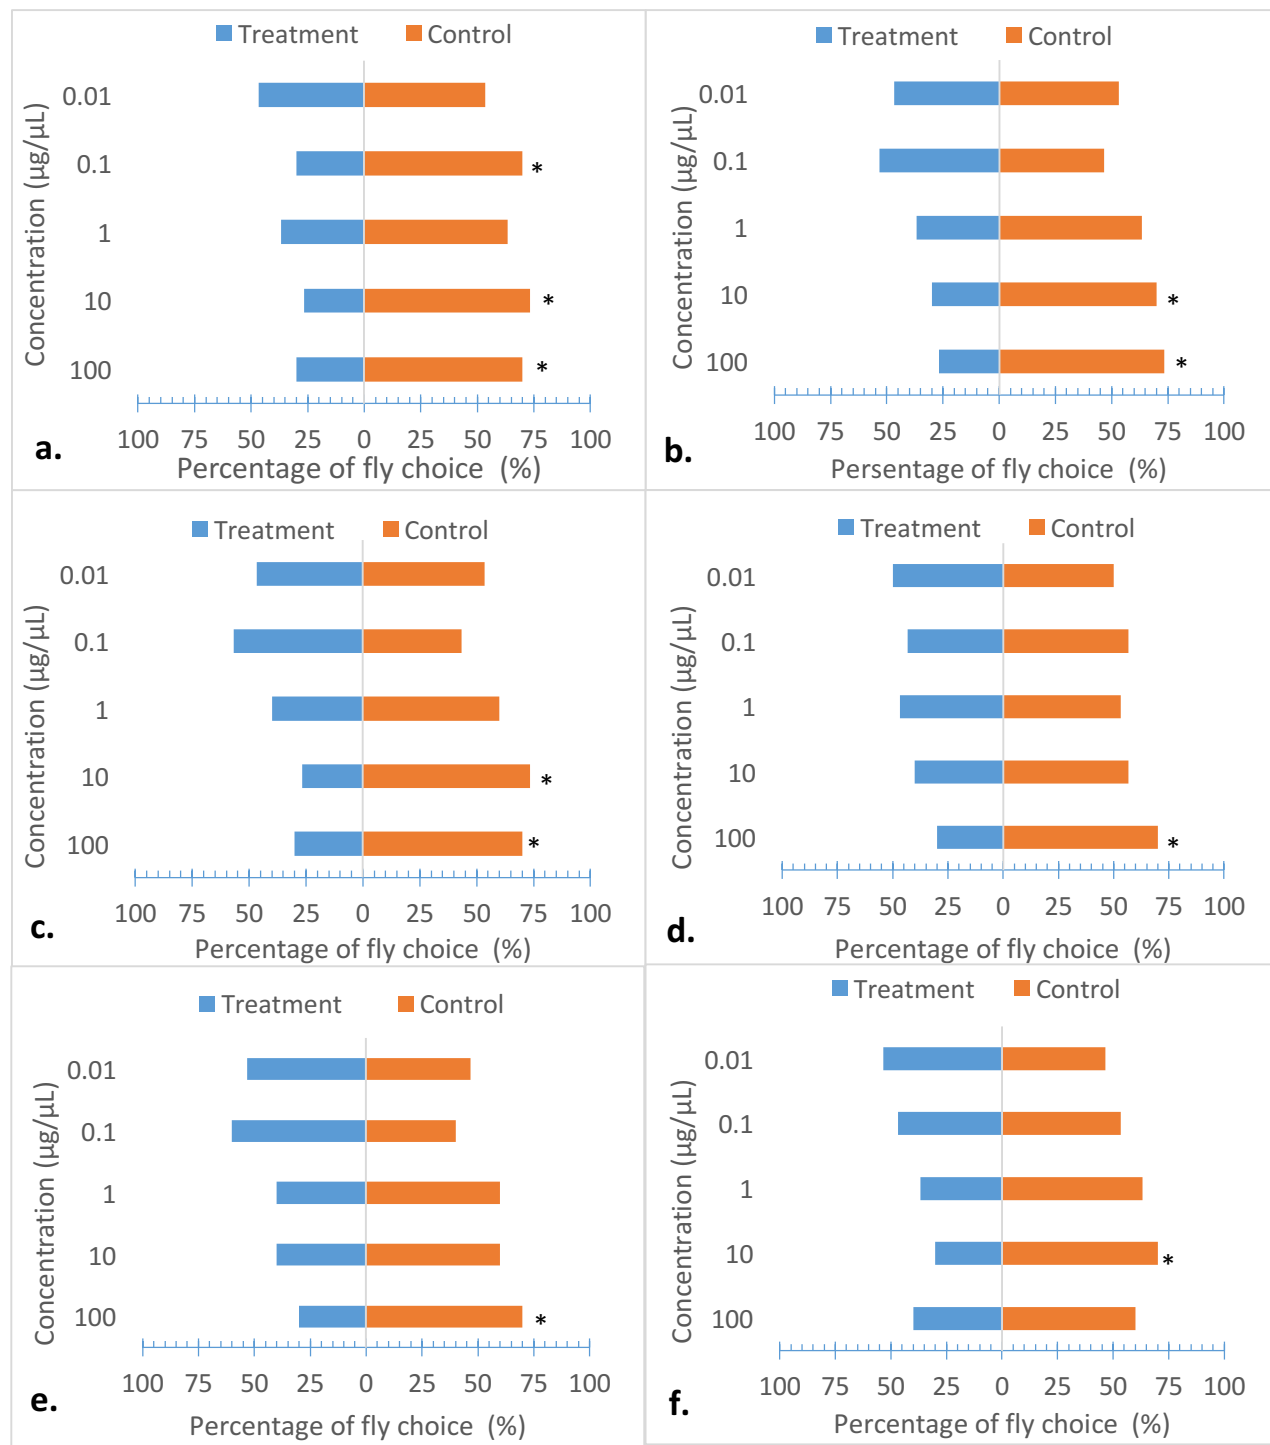 Treatment Control
Concentration (µg/µL)
0.01
0.1
*
1
10
*
100
*
100 75 50 25 0 25 50 75 100
a.
Percentage of fly choice (%)
Treatment Control
Concentration (µg/µL)
0.01
0.1
1
10
*
100
*
100 75 50 25 0 25 50 75 100
b.
Persentage of fly choice (%)
Treatment Control
Concentration (µg/µL)
0.01
0.1
1
10
*
100
*
100 75 50 25 0 25 50 75 100
c.
Percentage of fly choice (%)
Treatment Control
Concentration (µg/µL)
0.01
0.1
1
10
100
*
100 75 50 25 0 25 50 75 100
d.
Percentage of fly choice (%)
Treatment Control
Concentration (µg/µL)
0.01
0.1
1
10
100
*
100 75 50 25 0 25 50 75 100
e.
Percentage of fly choice (%)
Treatment Control
Concentration (µg/µL)
0.01
0.1
1
10
*
100
100 75 50 25 0 25 50 75 100
f.
Percentage of fly choice (%)